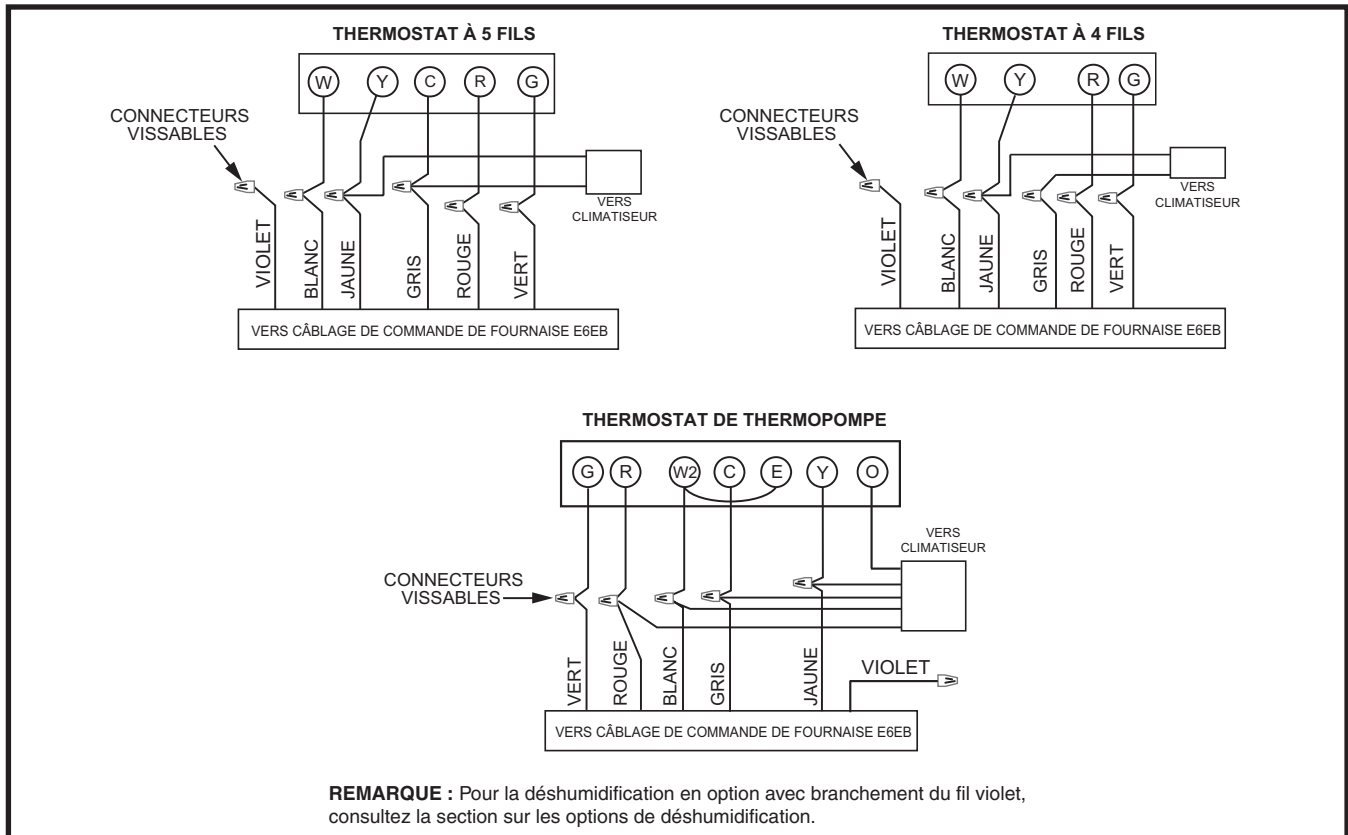 THERMOSTAT À 5 FILS
W Y C R G
CONNECTEURS
VISSABLES
VERS
CLIMATISEUR
VIOLET
BLANC
JAUNE
GRIS
ROUGE
VERT
VERS CÂBLAGE DE COMMANDE DE FOURNAISE E6EB
THERMOSTAT À 4 FILS
W Y R G
CONNECTEURS
VISSABLES
VERS
CLIMATISEUR
VIOLET
BLANC
JAUNE
GRIS
ROUGE
VERT
VERS CÂBLAGE DE COMMANDE DE FOURNAISE E6EB
THERMOSTAT DE THERMOPOMPE
G R W2 C E Y O
VERS
CLIMATISEUR
CONNECTEURS
VISSABLES
VERT
ROUGE
BLANC
GRIS
JAUNE
VIOLET
VERS CÂBLAGE DE COMMANDE DE FOURNAISE E6EB
REMARQUE : Pour la déshumidification en option avec branchement du fil violet,
consultez la section sur les options de déshumidification.